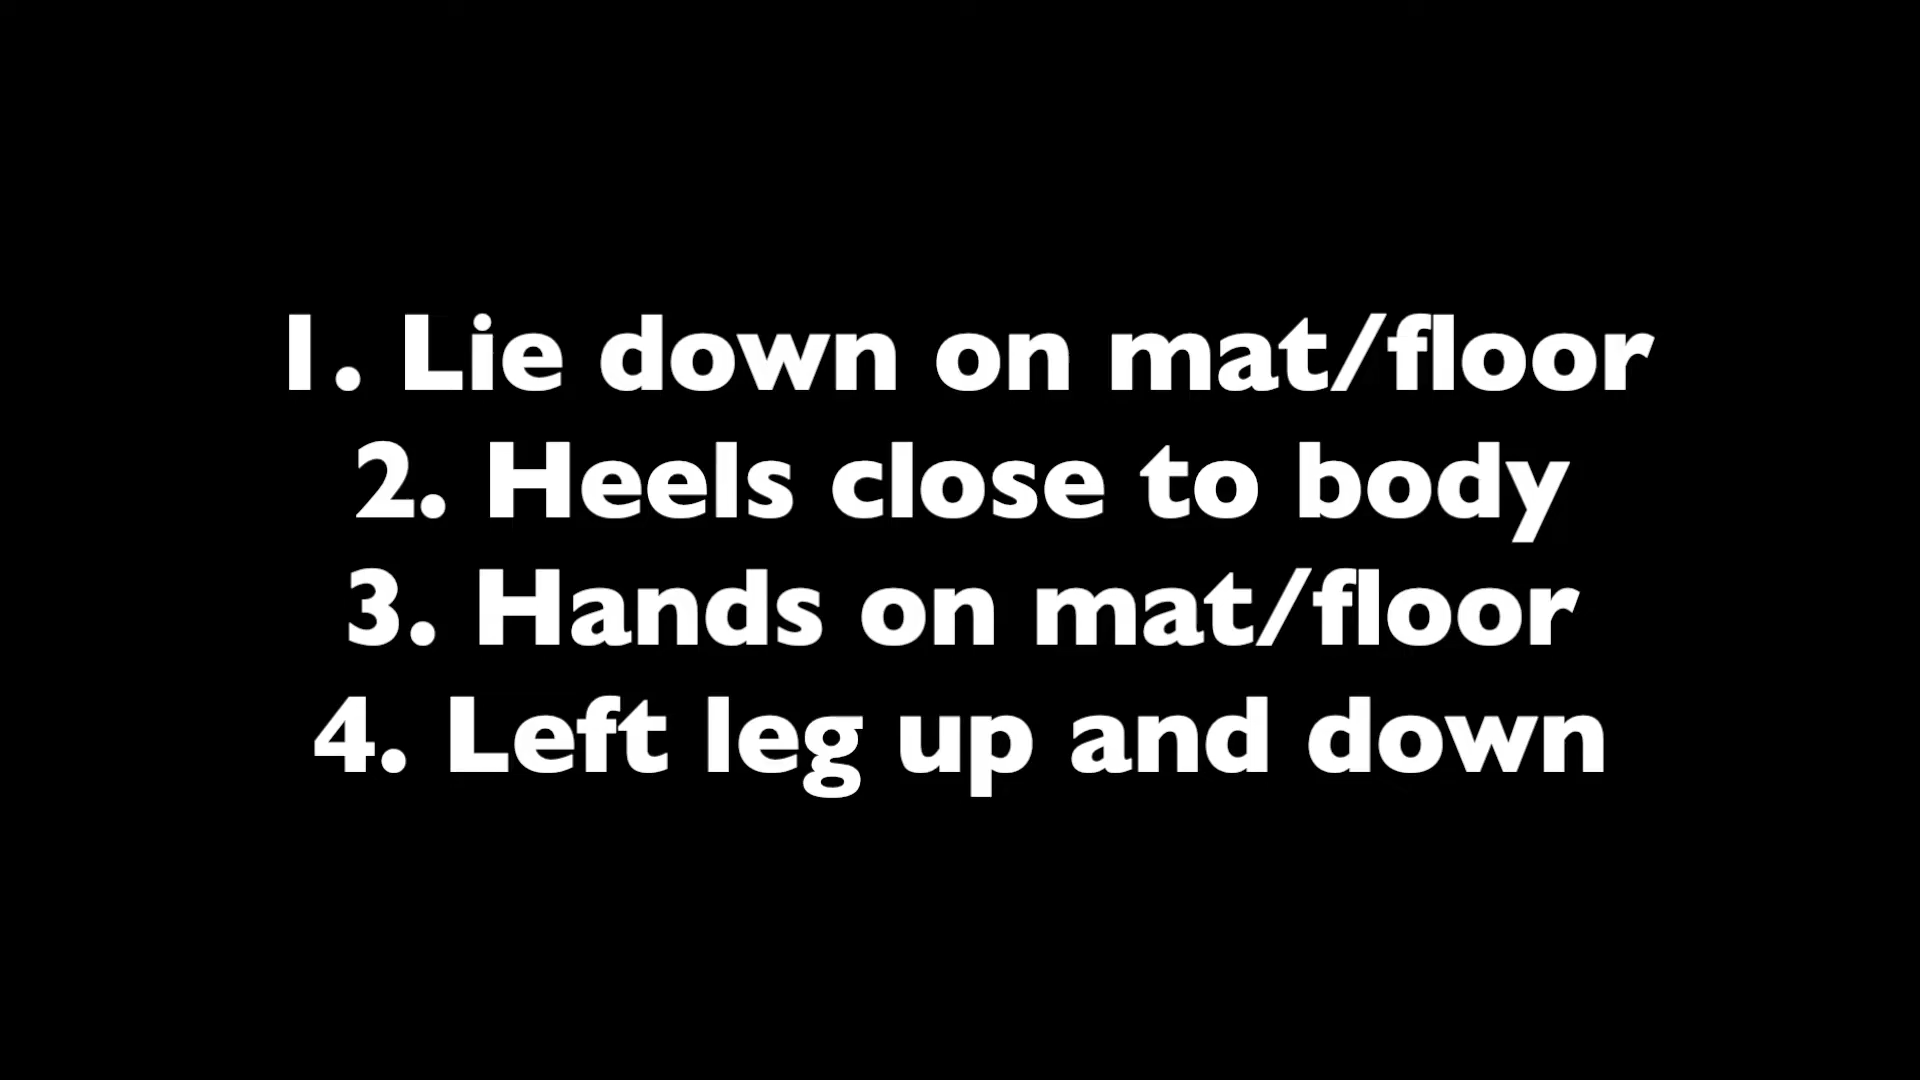 1. Lie down on mat/floor
2. Heels close to body
3. Hands on mat/floor
4. Left leg up and down